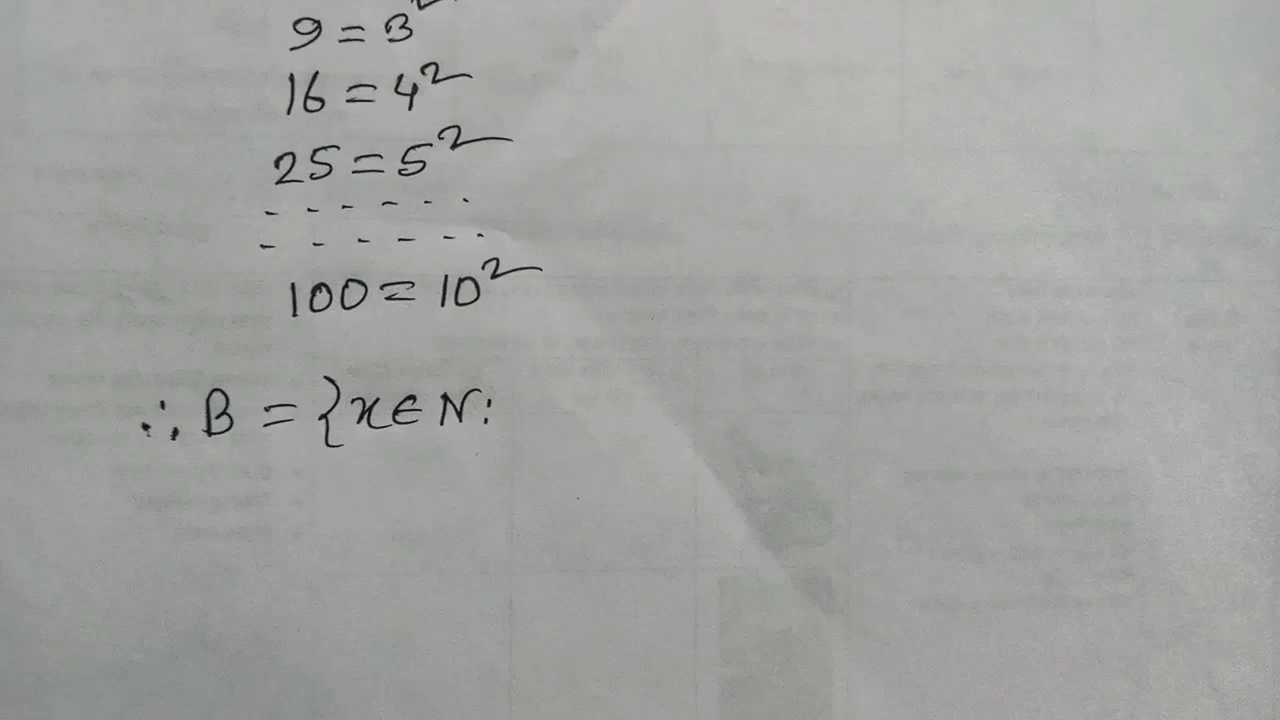 9 = 3²
16 = 4²
25 = 5²
- - - - - .
- - - - - .
100 = 10²
∴ B = {x ∈ N :